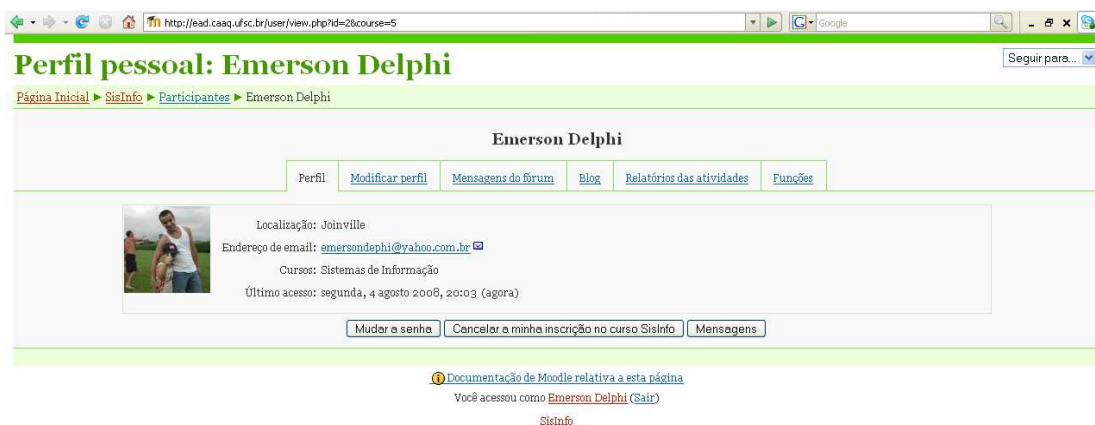 http://ead.caaq.ufsc.br/user/view.php?id=2&course=5 G Google
Perfil pessoal: Emerson Delphi Seguir para...
Página Inicial ► SisInfo ► Participantes ► Emerson Delphi
Emerson Delphi
Perfil Modificar perfil Mensagens do fórum Blog Relatórios das atividades Funções
Localização: Joinville
Endereço de email: emersondephi@yahoo.com.br
Cursos: Sistemas de Informação
Último acesso: segunda, 4 agosto 2008, 20:03 (agora)
Mudar a senha Cancelar a minha inscrição no curso SisInfo Mensagens
Documentação de Moodle relativa a esta página
Você acessou como Emerson Delphi (Sair)
SisInfo